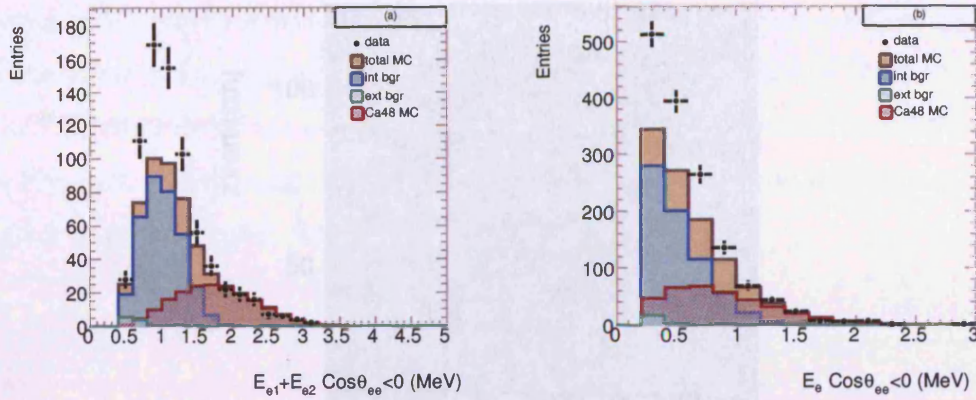 (a)
Entries
180
160
140
120
100
80
60
40
20
0
data
total MC
int bgr
ext bgr
Ca48 MC
0 0.5 1 1.5 2 2.5 3 3.5 4 4.5 5
E_e1+E_e2 Cosθ_ee<0 (MeV)
(b)
Entries
500
400
300
200
100
0
data
total MC
int bgr
ext bgr
Ca48 MC
0 0.5 1 1.5 2 2.5 3
E_e Cosθ_ee<0 (MeV)